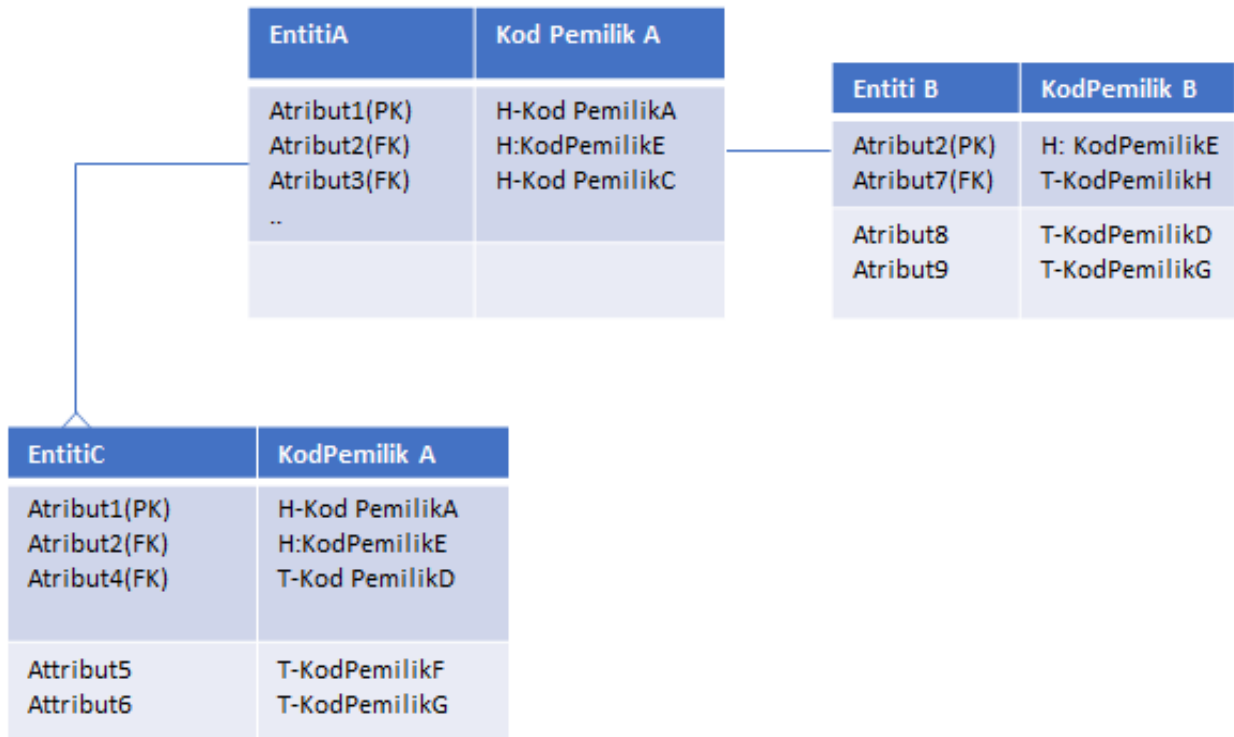 EntitiA Kod Pemilik A
Atribut1(PK) H-Kod PemilikA
Atribut2(FK) H:KodPemilikE
Atribut3(FK) H-Kod PemilikC
..
Entiti B KodPemilik B
Atribut2(PK) H: KodPemilikE
Atribut7(FK) T-KodPemilikH
Atribut8 T-KodPemilikD
Atribut9 T-KodPemilikG
EntitiC KodPemilik A
Atribut1(PK) H-Kod PemilikA
Atribut2(FK) H:KodPemilikE
Atribut4(FK) T-Kod PemilikD
Attribut5 T-KodPemilikF
Attribut6 T-KodPemilikG